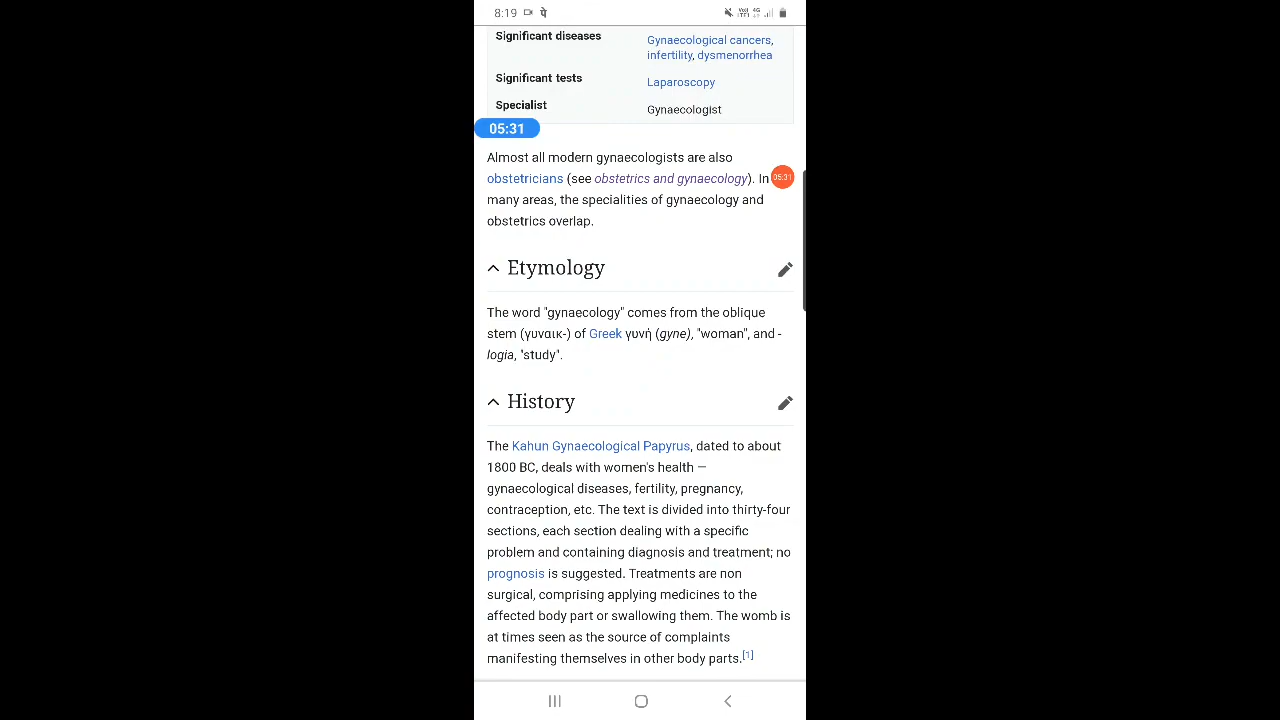 8:19
Significant diseases
Gynaecological cancers,
infertility, dysmenorrhea
Significant tests
Laparoscopy
Specialist
Gynaecologist
05:31
Almost all modern gynaecologists are also
obstetricians (see obstetrics and gynaecology). In
05:31
many areas, the specialities of gynaecology and
obstetrics overlap.
Etymology
The word "gynaecology" comes from the oblique
stem (γυναικ-) of Greek γυνή (gyne), "woman", and -
logia, "study".
History
The Kahun Gynaecological Papyrus, dated to about
1800 BC, deals with women's health —
gynaecological diseases, fertility, pregnancy,
contraception, etc. The text is divided into thirty-four
sections, each section dealing with a specific
problem and containing diagnosis and treatment; no
prognosis is suggested. Treatments are non
surgical, comprising applying medicines to the
affected body part or swallowing them. The womb is
at times seen as the source of complaints
manifesting themselves in other body parts.[1]